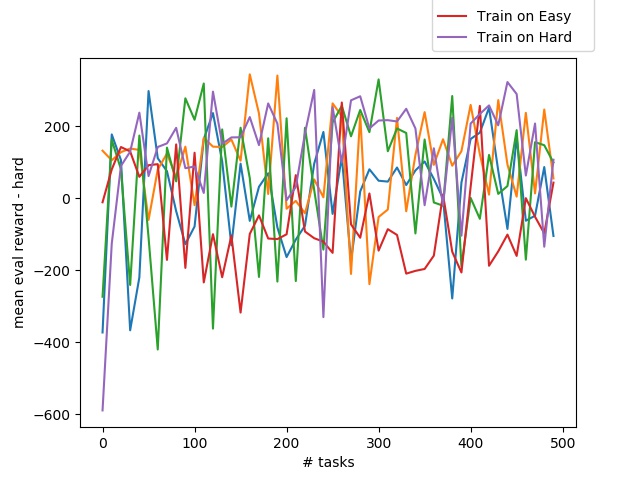 Train on Easy
Train on Hard
mean eval reward - hard
200
0
−200
−400
−600
0 100 200 300 400 500
# tasks